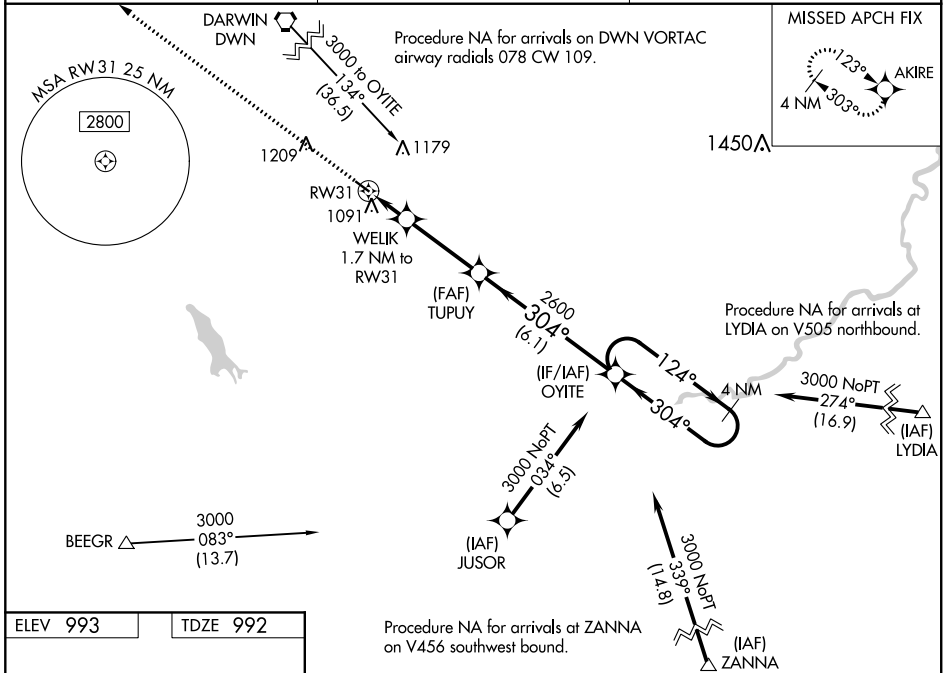 DARWIN
DWN
3000 to OYITE
134°
(36.5)
Procedure NA for arrivals on DWN VORTAC
airway radials 078 CW 109.
MISSED APCH FIX
123°
AKIRE
4 NM
303°
MSA RW31 25 NM
2800
1209
1179
1450
RW31
1091
WELIK
1.7 NM to
RW31
(FAF)
TUPUY
2600
304°
(6.1)
Procedure NA for arrivals at
LYDIA on V505 northbound.
(IF/IAF)
OYITE
124°
4 NM
304°
3000 NoPT
274°
(16.9)
(IAF)
LYDIA
3000 NoPT
034°
(6.5)
(IAF)
JUSOR
BEEGR
3000
083°
(13.7)
3000 NoPT
339°
(14.8)
(IAF)
ZANNA
ELEV 993
TDZE 992
Procedure NA for arrivals at ZANNA
on V456 southwest bound.